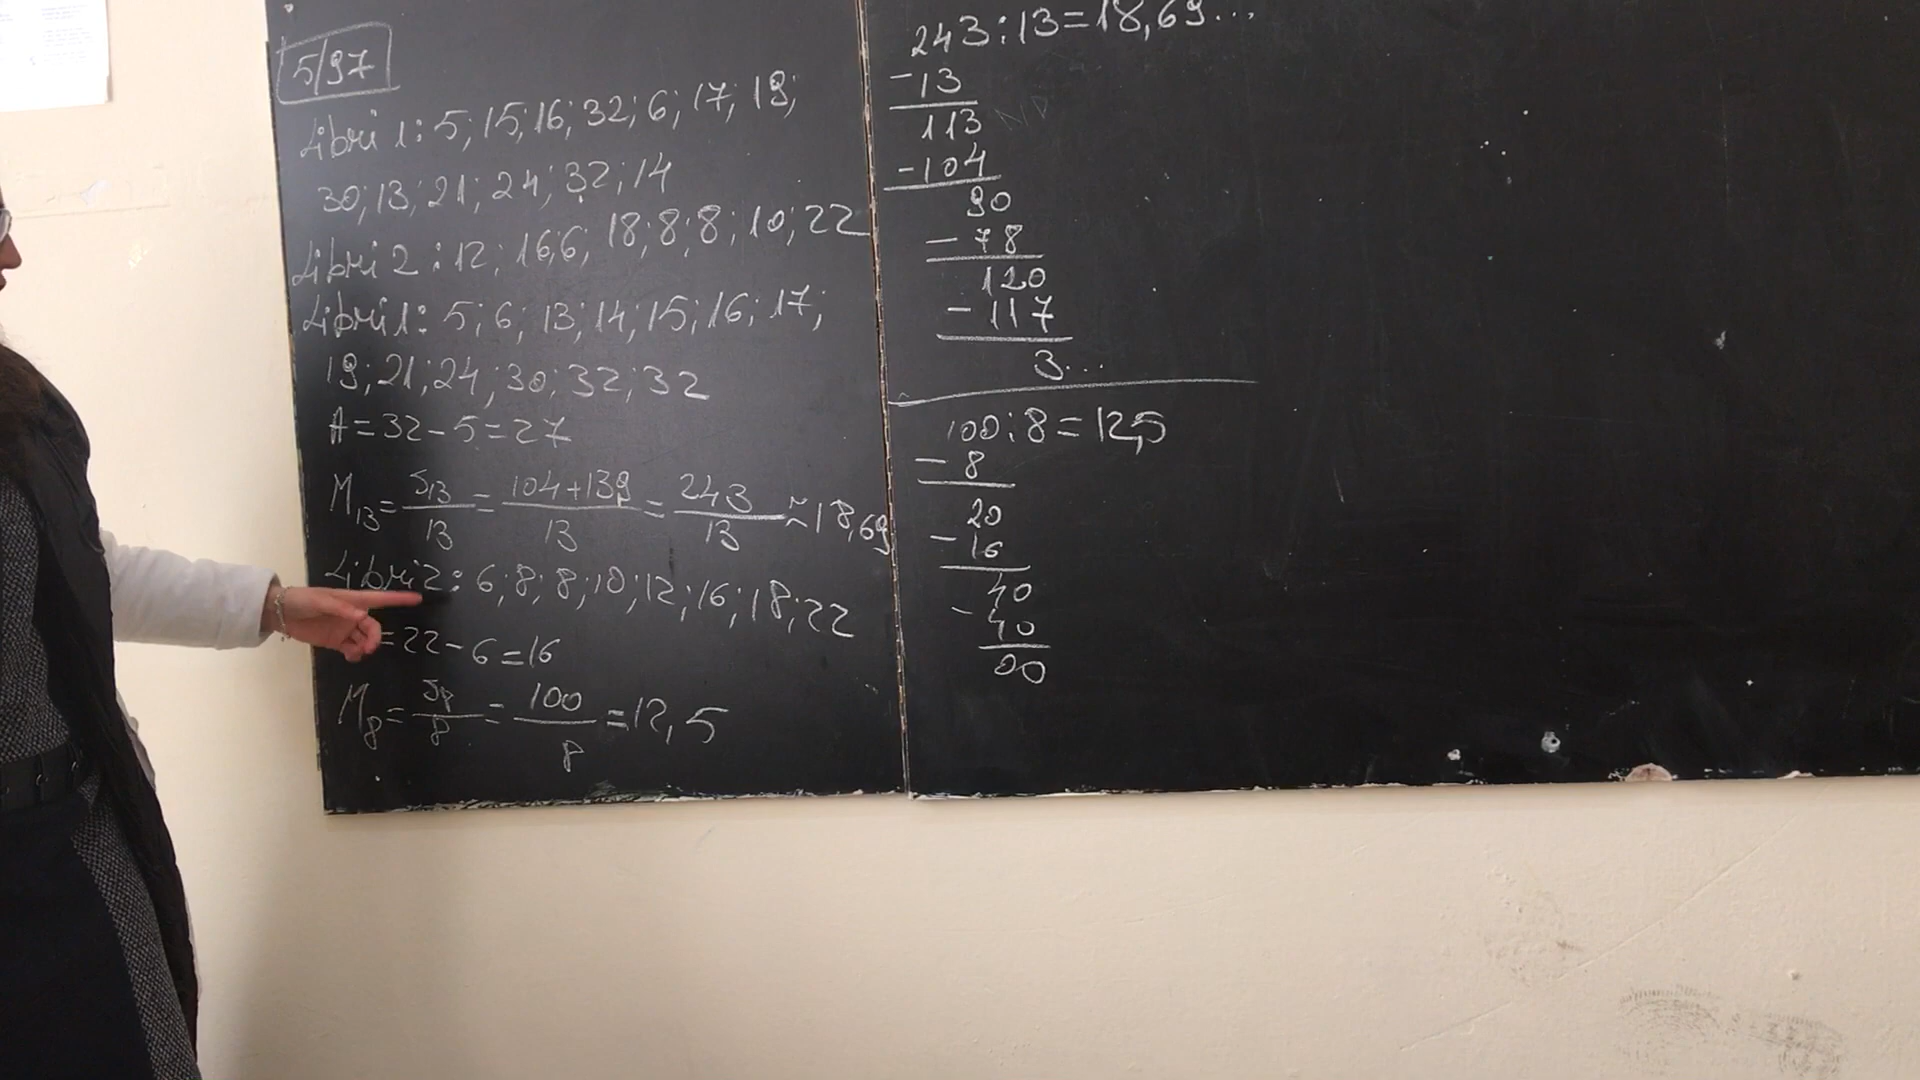 5/97
Libri 1: 5; 15; 16; 32; 6; 17; 19;
30; 13; 21; 24; 32; 14
Libri 2: 12; 16; 6; 18; 8; 8; 10; 22
Libri 1: 5; 6; 13; 14; 15; 16; 17;
19; 21; 24; 30; 32; 32
A = 32 - 5 = 27
M₁₃ = S₁₃/13 = 104+139/13 = 243/13 ≈ 18,69
Libri 2: 6; 8; 8; 10; 12; 16; 18; 22
= 22 - 6 = 16
M₈ = S₈/8 = 100/8 = 12,5
243 : 13 = 18,69...
- 13
113
- 104
90
- 78
120
- 117
3...
100 : 8 = 12,5
- 8
20
- 16
40
- 40
00